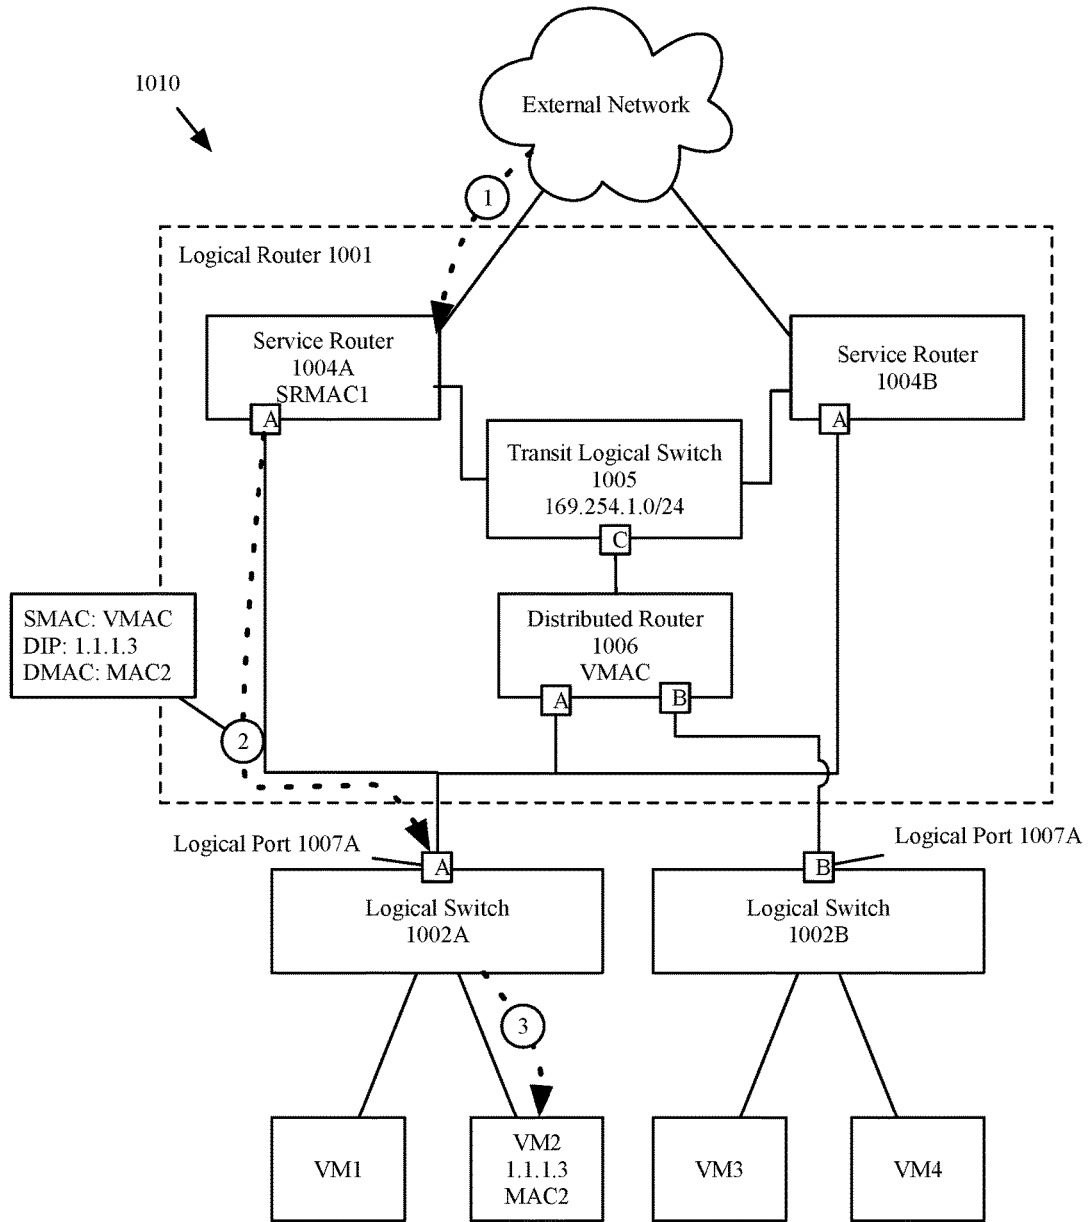 1010
External Network
1
Logical Router 1001
Service Router
1004A
SRMAC1
A
Service Router
1004B
A
Transit Logical Switch
1005
169.254.1.0/24
C
SMAC: VMAC
DIP: 1.1.1.3
DMAC: MAC2
Distributed Router
1006
VMAC
A
B
2
Logical Port 1007A
A
Logical Port 1007A
B
Logical Switch
1002A
Logical Switch
1002B
3
VM1
VM2
1.1.1.3
MAC2
VM3
VM4